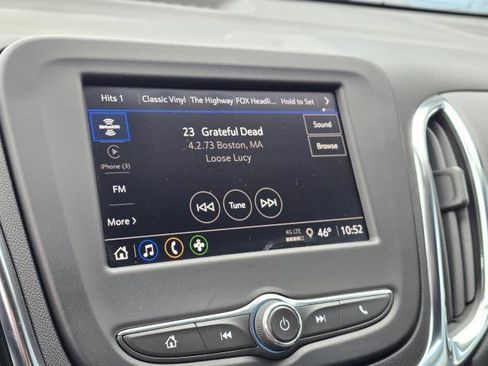 Hits 1 Classic Vinyl The Highway FOX Headli... Hold to Set
SiriusXM
23 Grateful Dead
4.2.73 Boston, MA
Loose Lucy
Sound
Browse
iPhone (3)
FM
Tune
More
4G LTE
46° 10:52